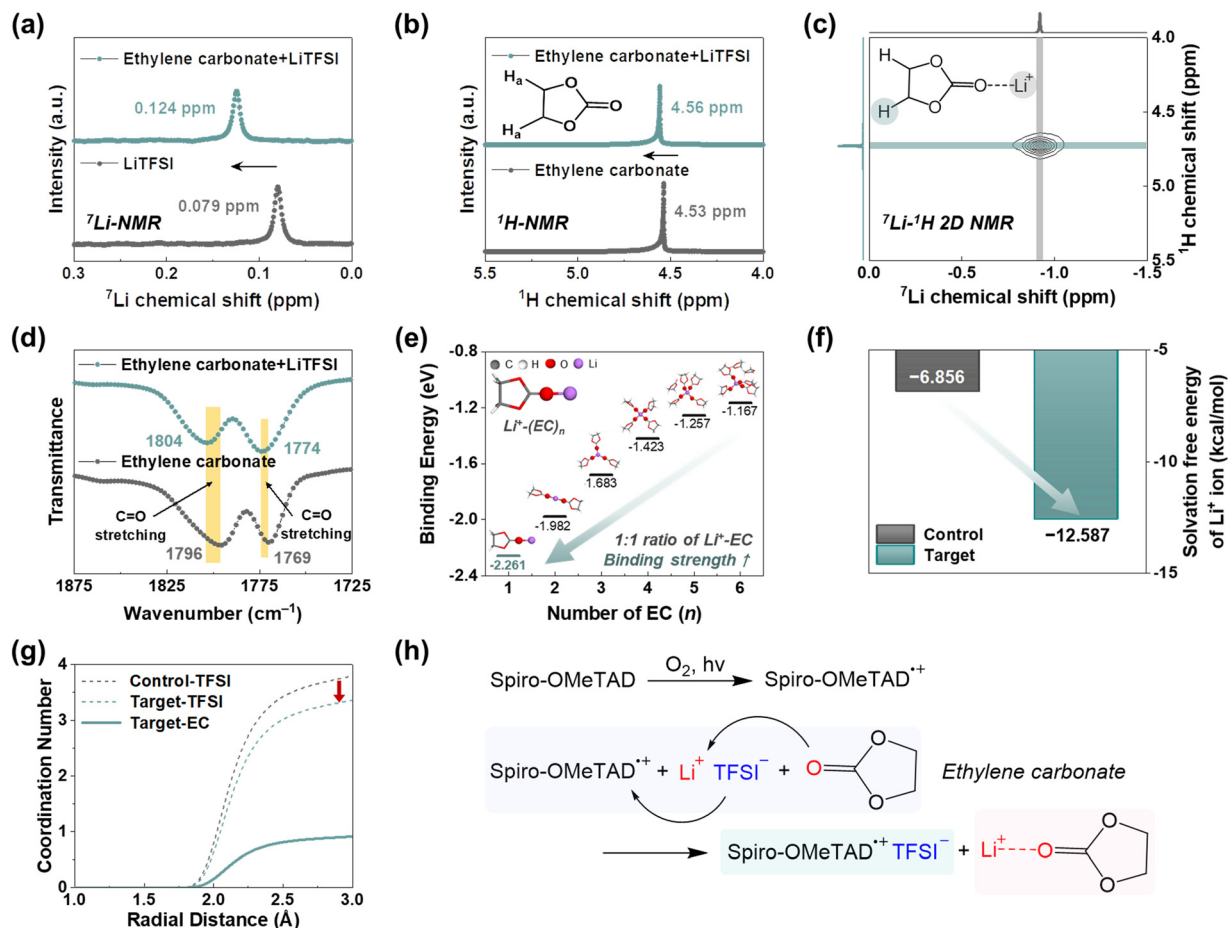 (a)
Intensity (a.u.)
Ethylene carbonate+LiTFSI
0.124 ppm
LiTFSI
0.079 ppm
⁷Li-NMR
0.3 0.2 0.1 0.0
⁷Li chemical shift (ppm)
(b)
Intensity (a.u.)
Ethylene carbonate+LiTFSI
Hₐ
O
O
O
Hₐ
4.56 ppm
Ethylene carbonate
4.53 ppm
¹H-NMR
5.5 5.0 4.5 4.0
¹H chemical shift (ppm)
(c)
H
O
O
O
Li⁺
H
⁷Li-¹H 2D NMR
4.0
4.5
5.0
5.5
¹H chemical shift (ppm)
0.0 -0.5 -1.0 -1.5
⁷Li chemical shift (ppm)
(d)
Transmittance
Ethylene carbonate+LiTFSI
1804 1774
Ethylene carbonate
C=O
stretching
C=O
stretching
1796 1769
1875 1825 1775 1725
Wavenumber (cm⁻¹)
(e)
Binding Energy (eV)
-0.8
-1.2
-1.6
-2.0
-2.4
C H O Li
Li⁺-(EC)ₙ
-1.167
-1.257
-1.423
1.683
-1.982
-2.261
1:1 ratio of Li⁺-EC
Binding strength ↑
1 2 3 4 5 6
Number of EC (n)
(f)
−6.856
−12.587
Control
Target
-5
-10
-15
Solvation free energy
of Li⁺ ion (kcal/mol)
(g)
Coordination Number
4
3
2
1
0
Control-TFSI
Target-TFSI
Target-EC
1.0 1.5 2.0 2.5 3.0
Radial Distance (Å)
(h)
Spiro-OMeTAD O₂, hv Spiro-OMeTAD•+
Spiro-OMeTAD•+ + Li⁺ TFSI⁻ + O O O Ethylene carbonate
Spiro-OMeTAD•+ TFSI⁻ + Li⁺ O O O